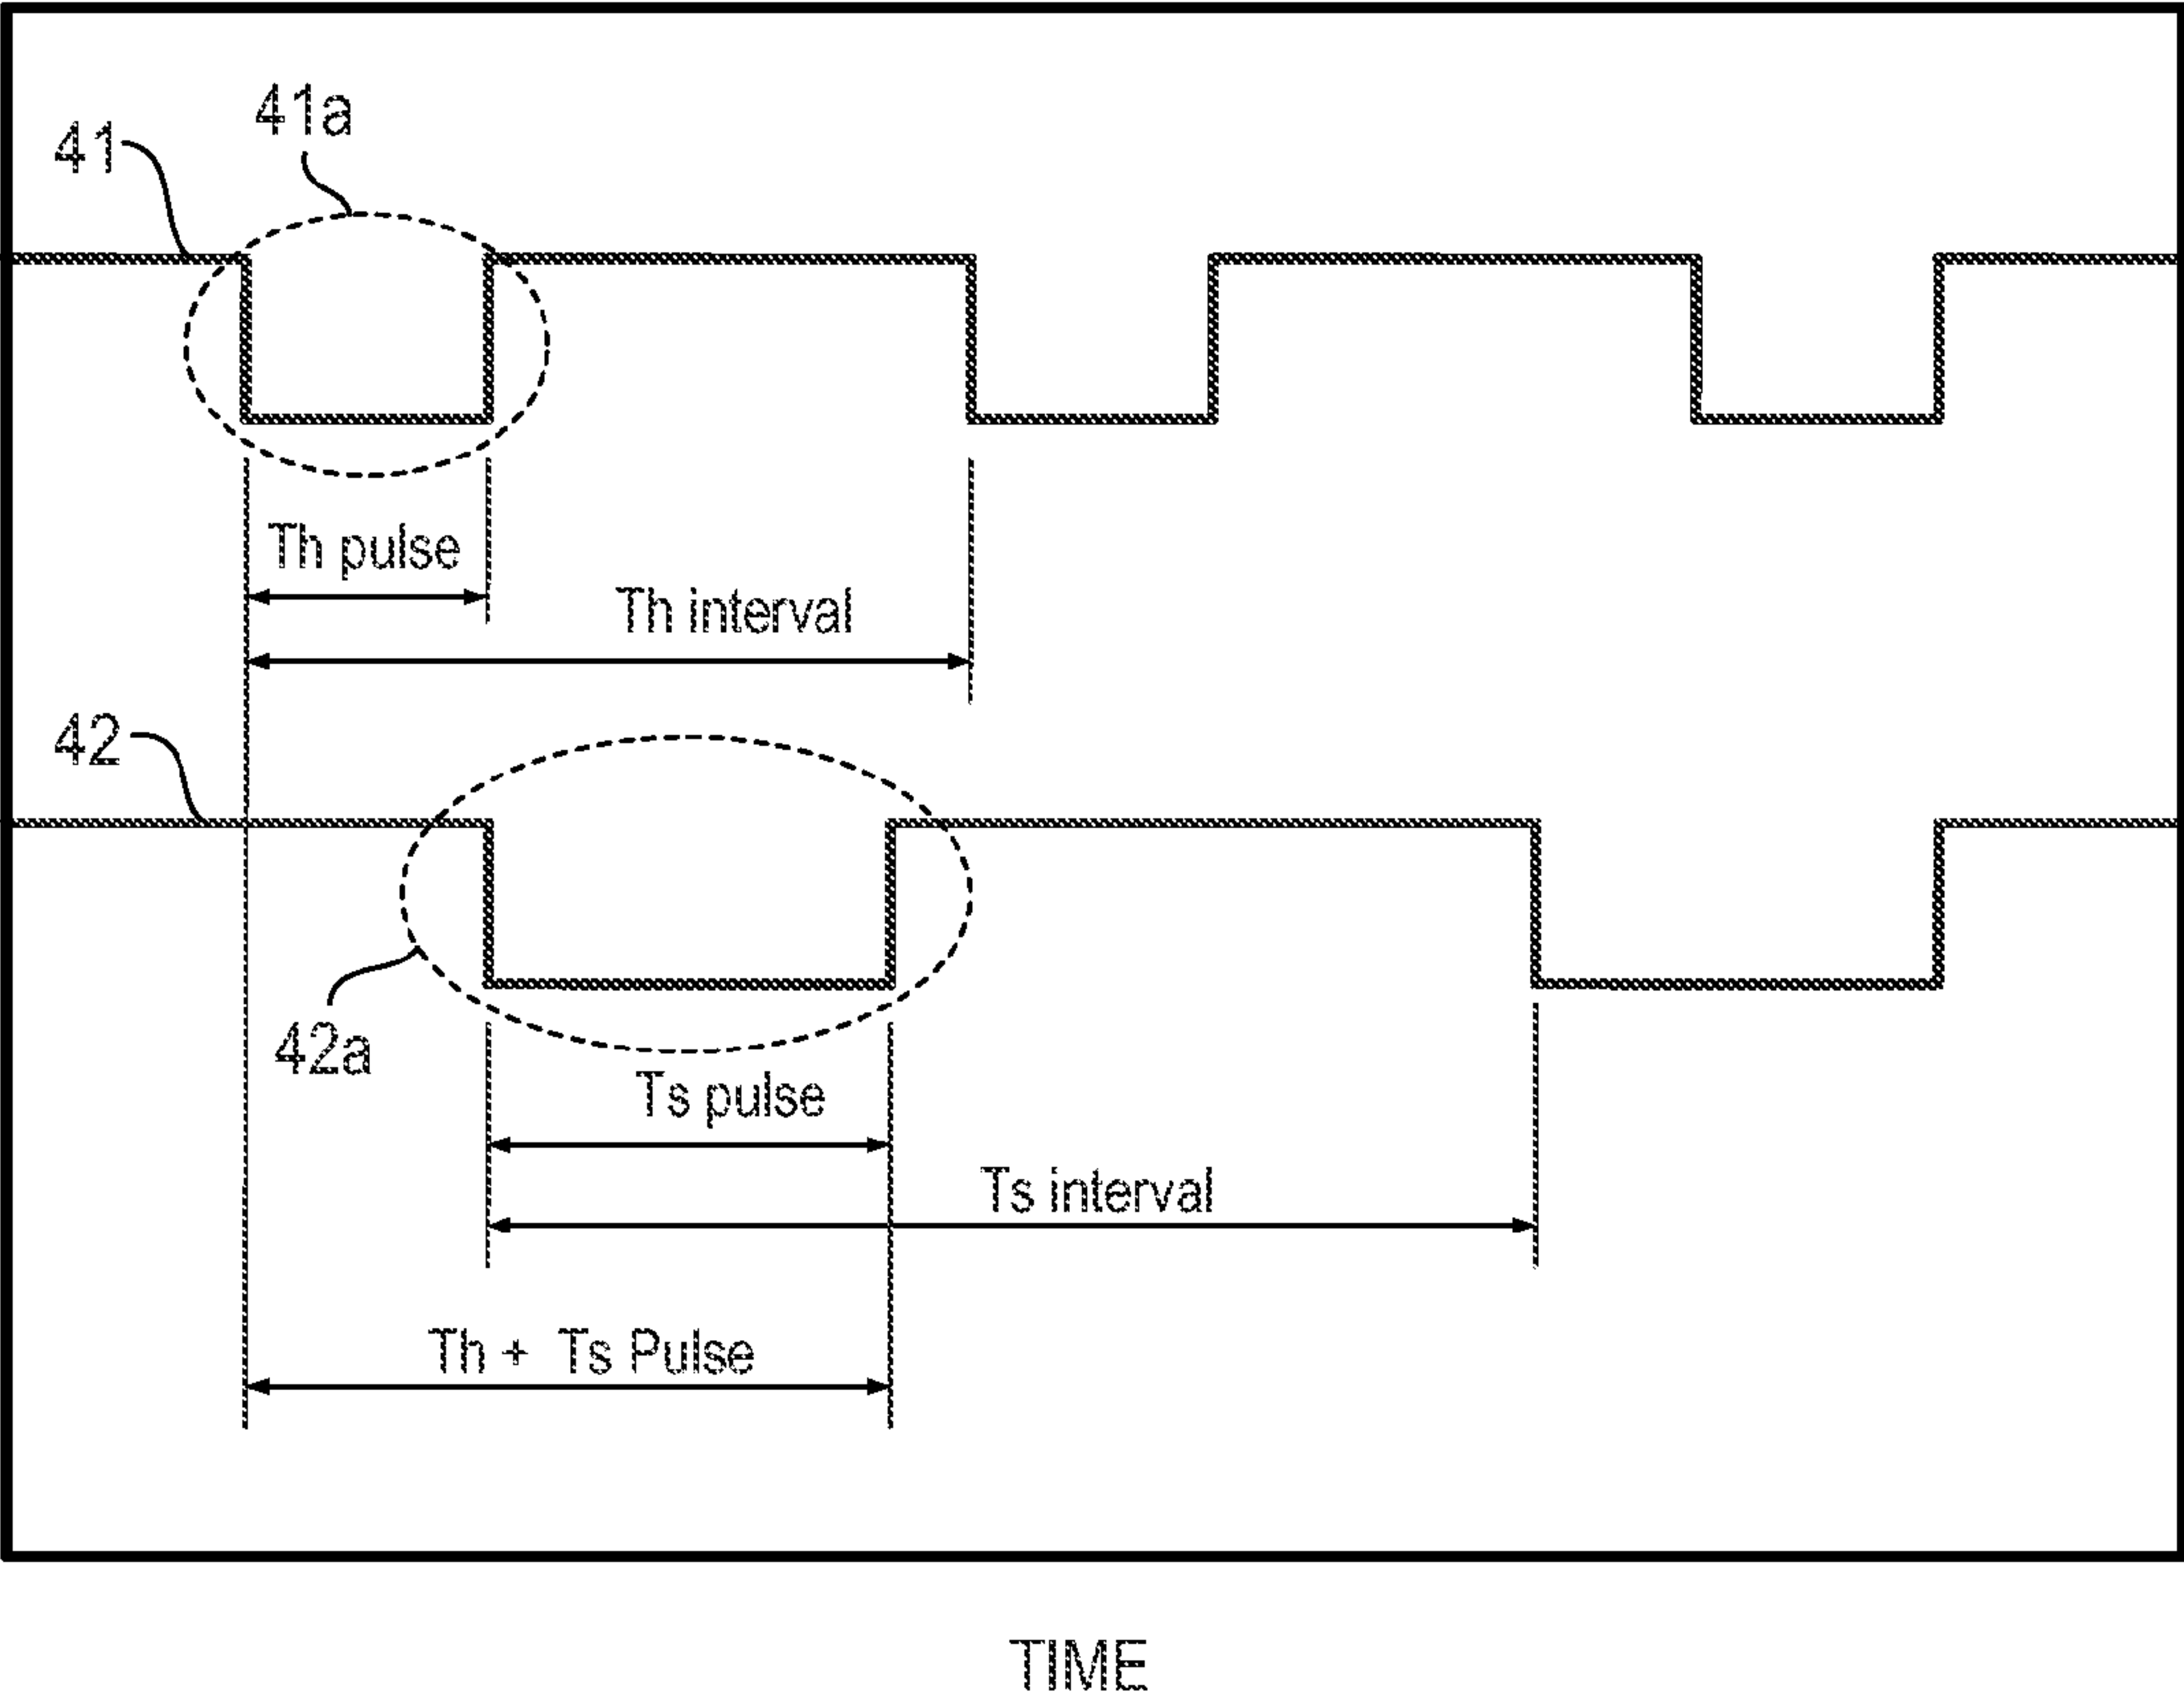 41a
41
Th pulse
Th interval
42
42a
Ts pulse
Ts interval
Th + Ts Pulse
TIME